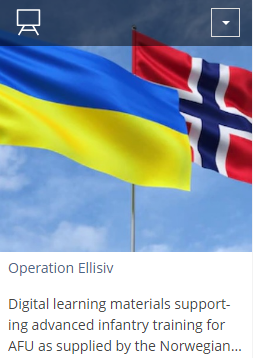 Operation Ellisiv
Digital learning materials support-
ing advanced infantry training for
AFU as supplied by the Norwegian...